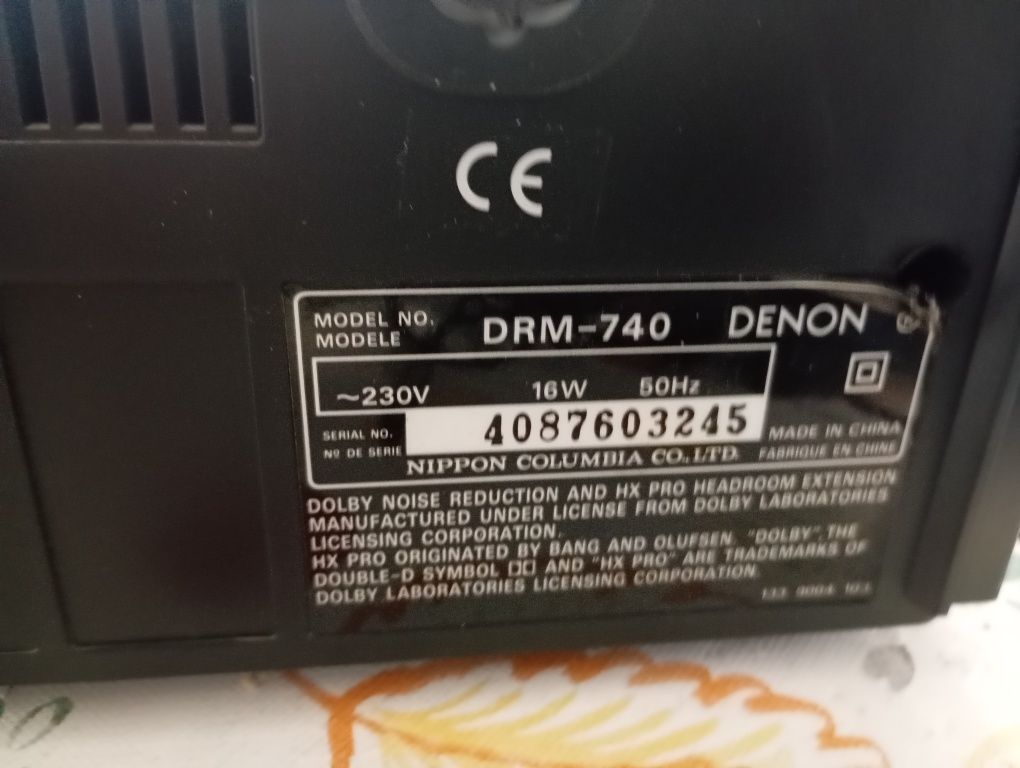 CE
MODEL NO. DRM-740 DENON
MODELE
~230V 16W 50Hz
SERIAL NO. 4087603245 MADE IN CHINA
Nº DE SERIE FABRIQUE EN CHINE
NIPPON COLUMBIA CO., LTD.
DOLBY NOISE REDUCTION AND HX PRO HEADROOM EXTENSION
MANUFACTURED UNDER LICENSE FROM DOLBY LABORATORIES
LICENSING CORPORATION.
HX PRO ORIGINATED BY BANG AND OLUFSEN. "DOLBY", THE
DOUBLE-D SYMBOL AND "HX PRO" ARE TRADEMARKS OF
DOLBY LABORATORIES LICENSING CORPORATION.